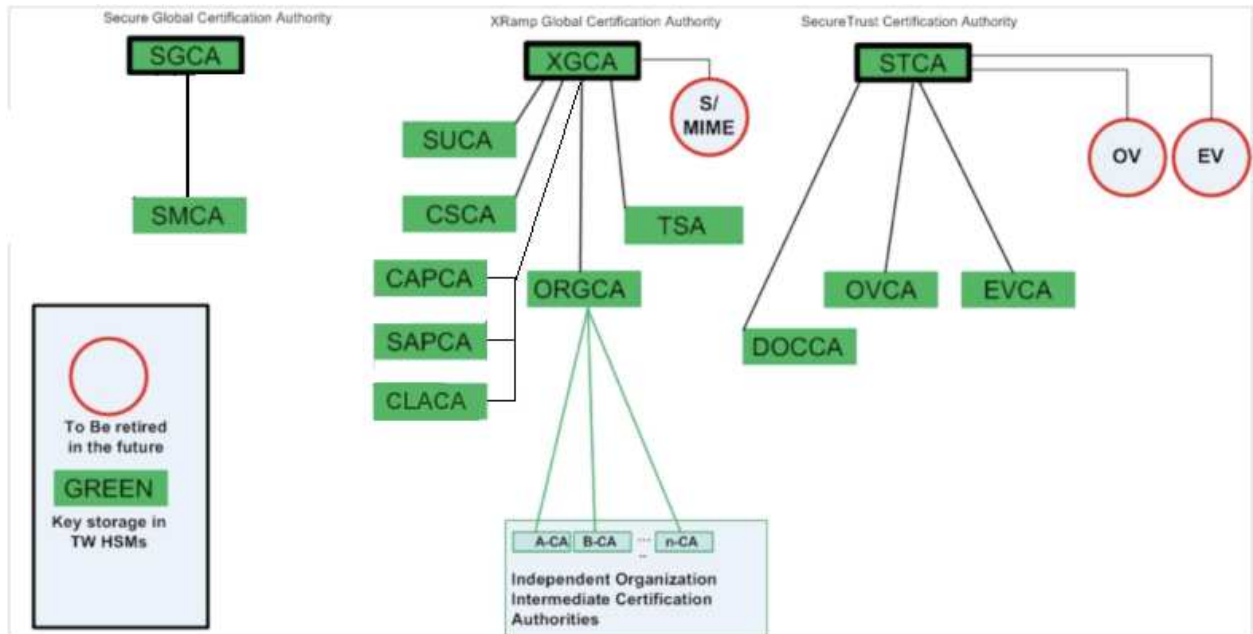 Secure Global Certification Authority
XRamp Global Certification Authority
SecureTrust Certification Authority
SGCA
XGCA
STCA
S/
MIME
SUCA
OV
EV
CSCA
SMCA
TSA
CAPCA
ORGCA
OVCA
EVCA
SAPCA
DOCCA
CLACA
To Be retired
in the future
GREEN
Key storage in
TW HSMs
A-CA
B-CA
...
..
n-CA
Independent Organization
Intermediate Certification
Authorities